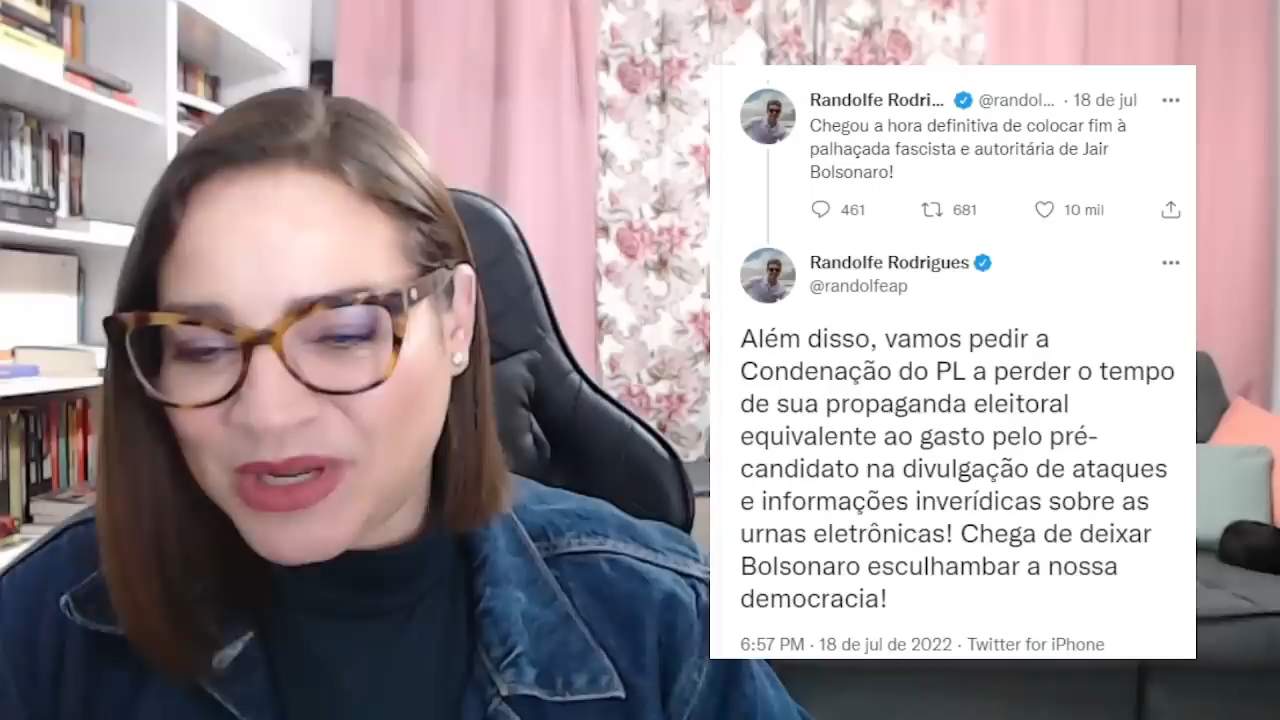 Randolfe Rodri... @randol... · 18 de jul
Chegou a hora definitiva de colocar fim à
palhaçada fascista e autoritária de Jair
Bolsonaro!
461 681 10 mil
Randolfe Rodrigues
@randolfeap
Além disso, vamos pedir a
Condenação do PL a perder o tempo
de sua propaganda eleitoral
equivalente ao gasto pelo pré-
candidato na divulgação de ataques
e informações inverídicas sobre as
urnas eletrônicas! Chega de deixar
Bolsonaro esculhambar a nossa
democracia!
6:57 PM · 18 de jul de 2022 · Twitter for iPhone